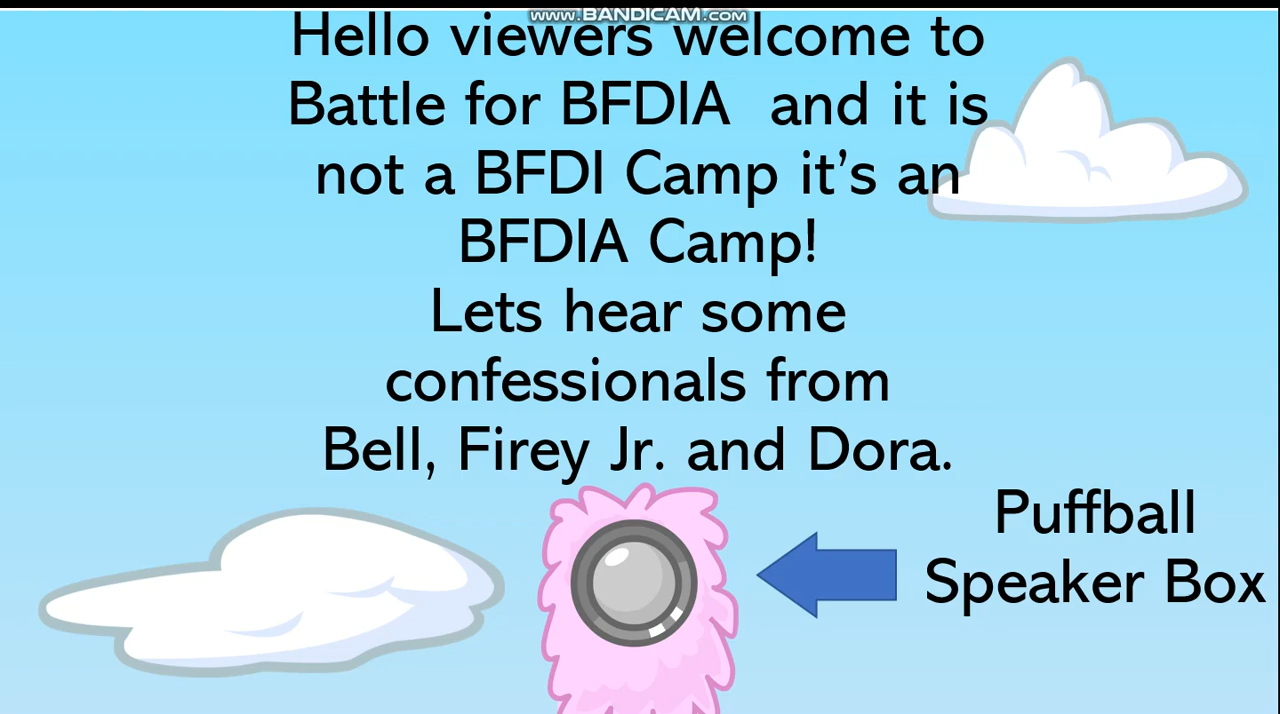 www.BANDICAM.com
Hello viewers welcome to
Battle for BFDIA  and it is
not a BFDI Camp it’s an
BFDIA Camp!
Lets hear some
confessionals from
Bell, Firey Jr. and Dora.
Puffball
Speaker Box